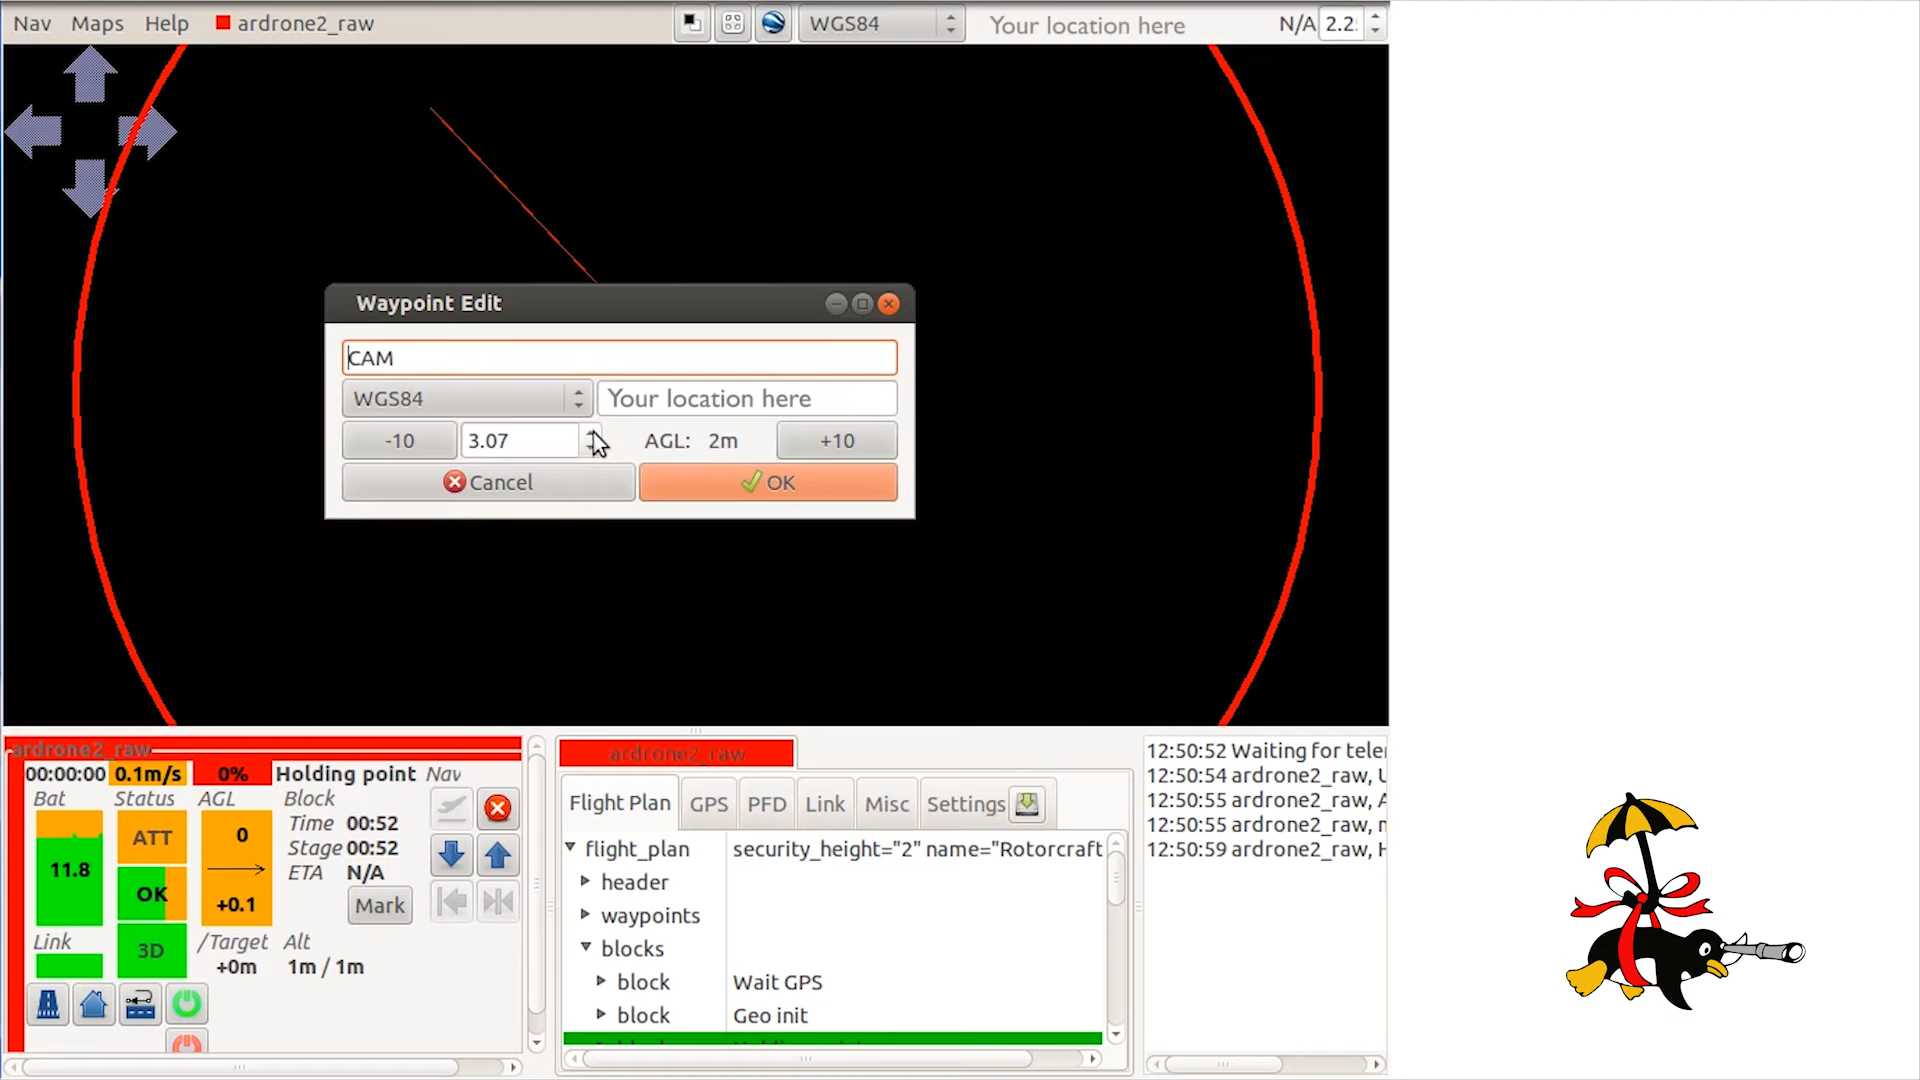 Nav Maps Help ardrone2_raw WGS84 Your location here N/A 2.2
Waypoint Edit
CAM
WGS84 Your location here
-10 3.07 AGL: 2m +10
Cancel OK
ardrone2_raw
00:00:00 0.1m/s 0% Holding point Nav
Bat Status AGL Block
Time 00:52
Stage 00:52
ETA N/A
ATT 0
11.8
OK +0.1 Mark
Link /Target Alt
3D +0m 1m / 1m
ardrone2_raw
Flight Plan GPS PFD Link Misc Settings
flight_plan security_height="2" name="Rotorcraft
header
waypoints
blocks
block Wait GPS
block Geo init
12:50:52 Waiting for teler
12:50:54 ardrone2_raw, U
12:50:55 ardrone2_raw, A
12:50:55 ardrone2_raw, n
12:50:59 ardrone2_raw, H